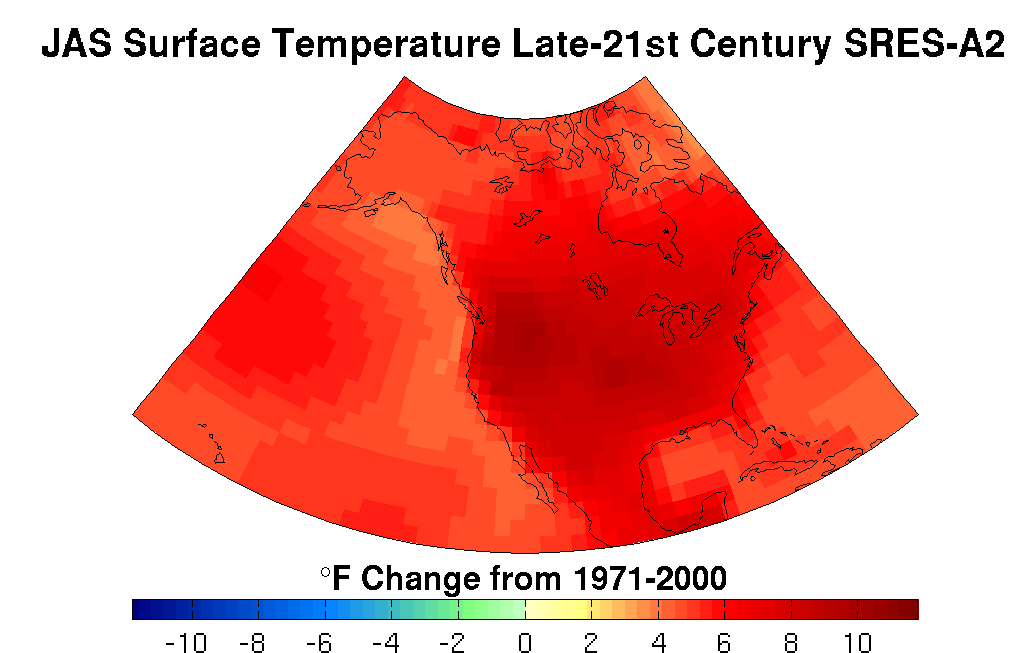 JAS Surface Temperature Late-21st Century SRES-A2
°F Change from 1971-2000
-10 -8 -6 -4 -2 0 2 4 6 8 10